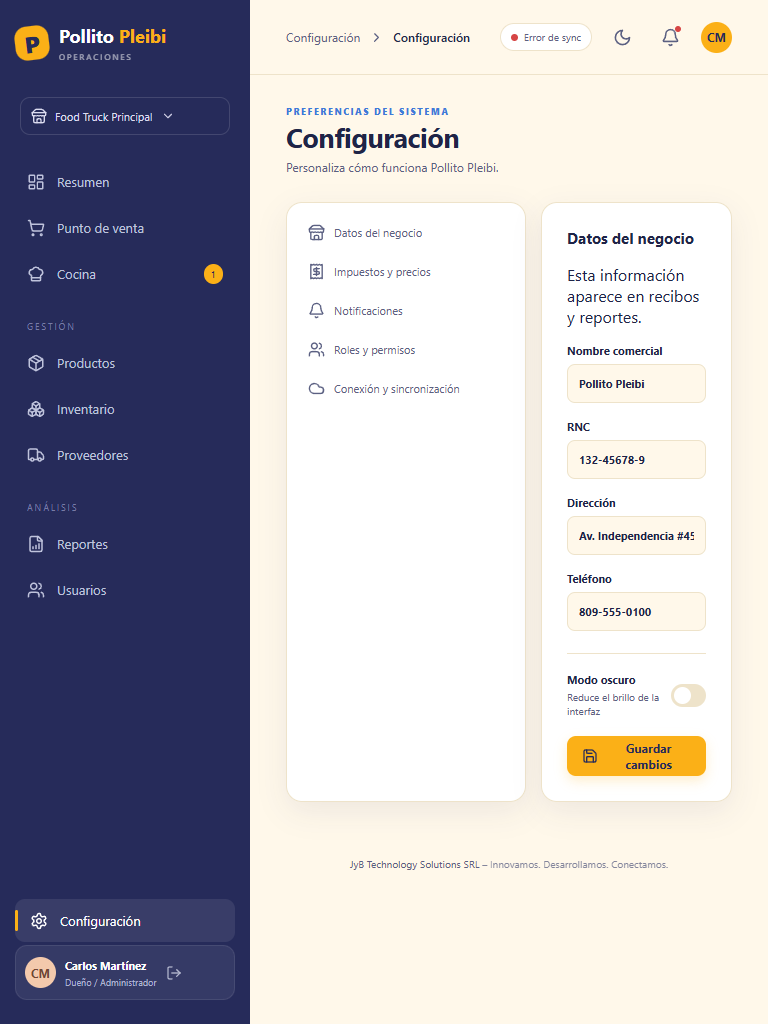 P
Pollito Pleibi
OPERACIONES
Food Truck Principal
Resumen
Punto de venta
Cocina
1
GESTIÓN
Productos
Inventario
Proveedores
ANÁLISIS
Reportes
Usuarios
Configuración
CM
Carlos Martínez
Dueño / Administrador
Configuración > Configuración
Error de sync
CM
PREFERENCIAS DEL SISTEMA
Configuración
Personaliza cómo funciona Pollito Pleibi.
Datos del negocio
Impuestos y precios
Notificaciones
Roles y permisos
Conexión y sincronización
Datos del negocio
Esta información
aparece en recibos
y reportes.
Nombre comercial
Pollito Pleibi
RNC
132-45678-9
Dirección
Av. Independencia #45
Teléfono
809-555-0100
Modo oscuro
Reduce el brillo de la
interfaz
Guardar
cambios
JyB Technology Solutions SRL – Innovamos. Desarrollamos. Conectamos.